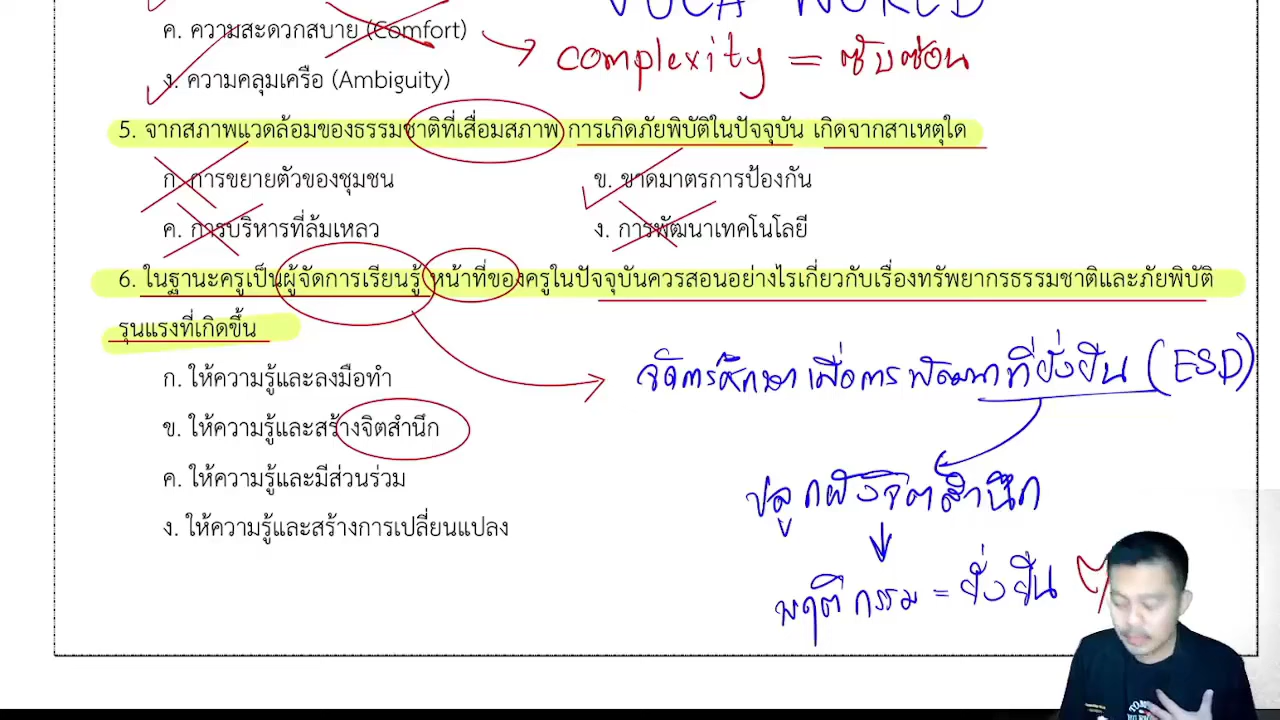 VUCA WORLD
ค. ความสะดวกสบาย (Comfort)
complexity = ซับซ้อน
ง. ความคลุมเครือ (Ambiguity)
5. จากสภาพแวดล้อมของธรรมชาติที่เสื่อมสภาพ การเกิดภัยพิบัติในปัจจุบัน เกิดจากสาเหตุใด
ก. การขยายตัวของชุมชน ข. ขาดมาตรการป้องกัน
ค. การบริหารที่ล้มเหลว ง. การพัฒนาเทคโนโลยี
6. ในฐานะครูเป็นผู้จัดการเรียนรู้ หน้าที่ของครูในปัจจุบันควรสอนอย่างไรเกี่ยวกับเรื่องทรัพยากรธรรมชาติและภัยพิบัติ
รุนแรงที่เกิดขึ้น
ก. ให้ความรู้และลงมือทำ
จัดการศึกษาเพื่อการพัฒนาที่ยั่งยืน (ESD)
ข. ให้ความรู้และสร้างจิตสำนึก
ค. ให้ความรู้และมีส่วนร่วม
ปลูกฝังจิตสำนึก
ง. ให้ความรู้และสร้างการเปลี่ยนแปลง
พฤติกรรม = ยั่งยืน